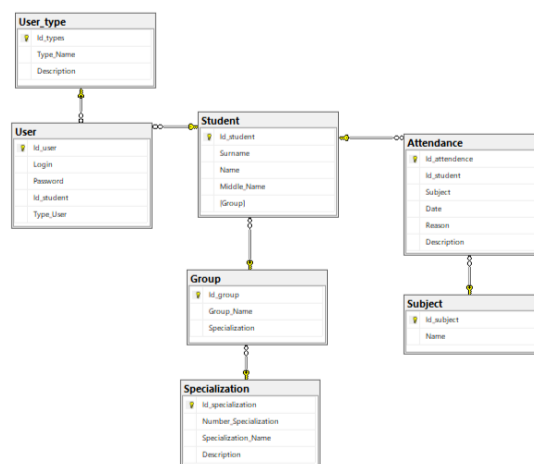 User_type
Id_types
Type_Name
Description
User
Id_user
Login
Password
Id_student
Type_User
Student
Id_student
Surname
Name
Middle_Name
[Group]
Attendance
Id_attendence
Id_student
Subject
Date
Reason
Description
Group
Id_group
Group_Name
Specialization
Subject
Id_subject
Name
Specialization
Id_specialization
Number_Specialization
Specialization_Name
Description